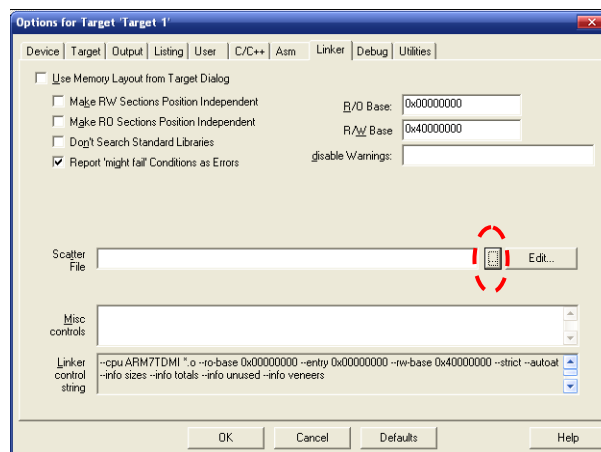 Options for Target 'Target 1'
Device Target Output Listing User C/C++ Asm Linker Debug Utilities
Use Memory Layout from Target Dialog
Make RW Sections Position Independent
Make RO Sections Position Independent
Don't Search Standard Libraries
Report 'might fail' Conditions as Errors
R/O Base: 0x00000000
R/W Base 0x40000000
disable Warnings:
Scatter File
... Edit...
Misc controls
Linker control string
--cpu ARM7TDMI *.o --ro-base 0x00000000 --entry 0x00000000 --rw-base 0x40000000 --strict --autoat
--info sizes --info totals --info unused --info veneers
OK Cancel Defaults Help